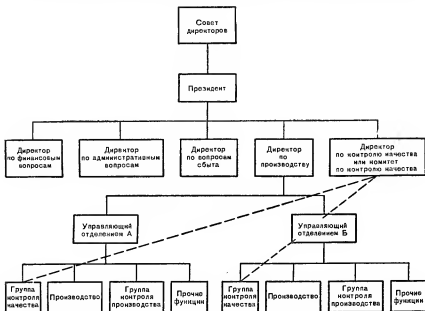 Совет
директоров
Президент
Директор
по финансовым
вопросам
Директор
по административным
вопросам
Директор
по вопросам
сбыта
Директор
по
производству
Директор
по контролю качества
или комитет
по контролю качества
Управляющий
отделением А
Управляющий
отделением Б
Группа
контроля
качества
Производство
Группа
контроля
производства
Прочие
функции
Группа
контроля
качества
Производство
Группа
контроля
производства
Прочие
функции